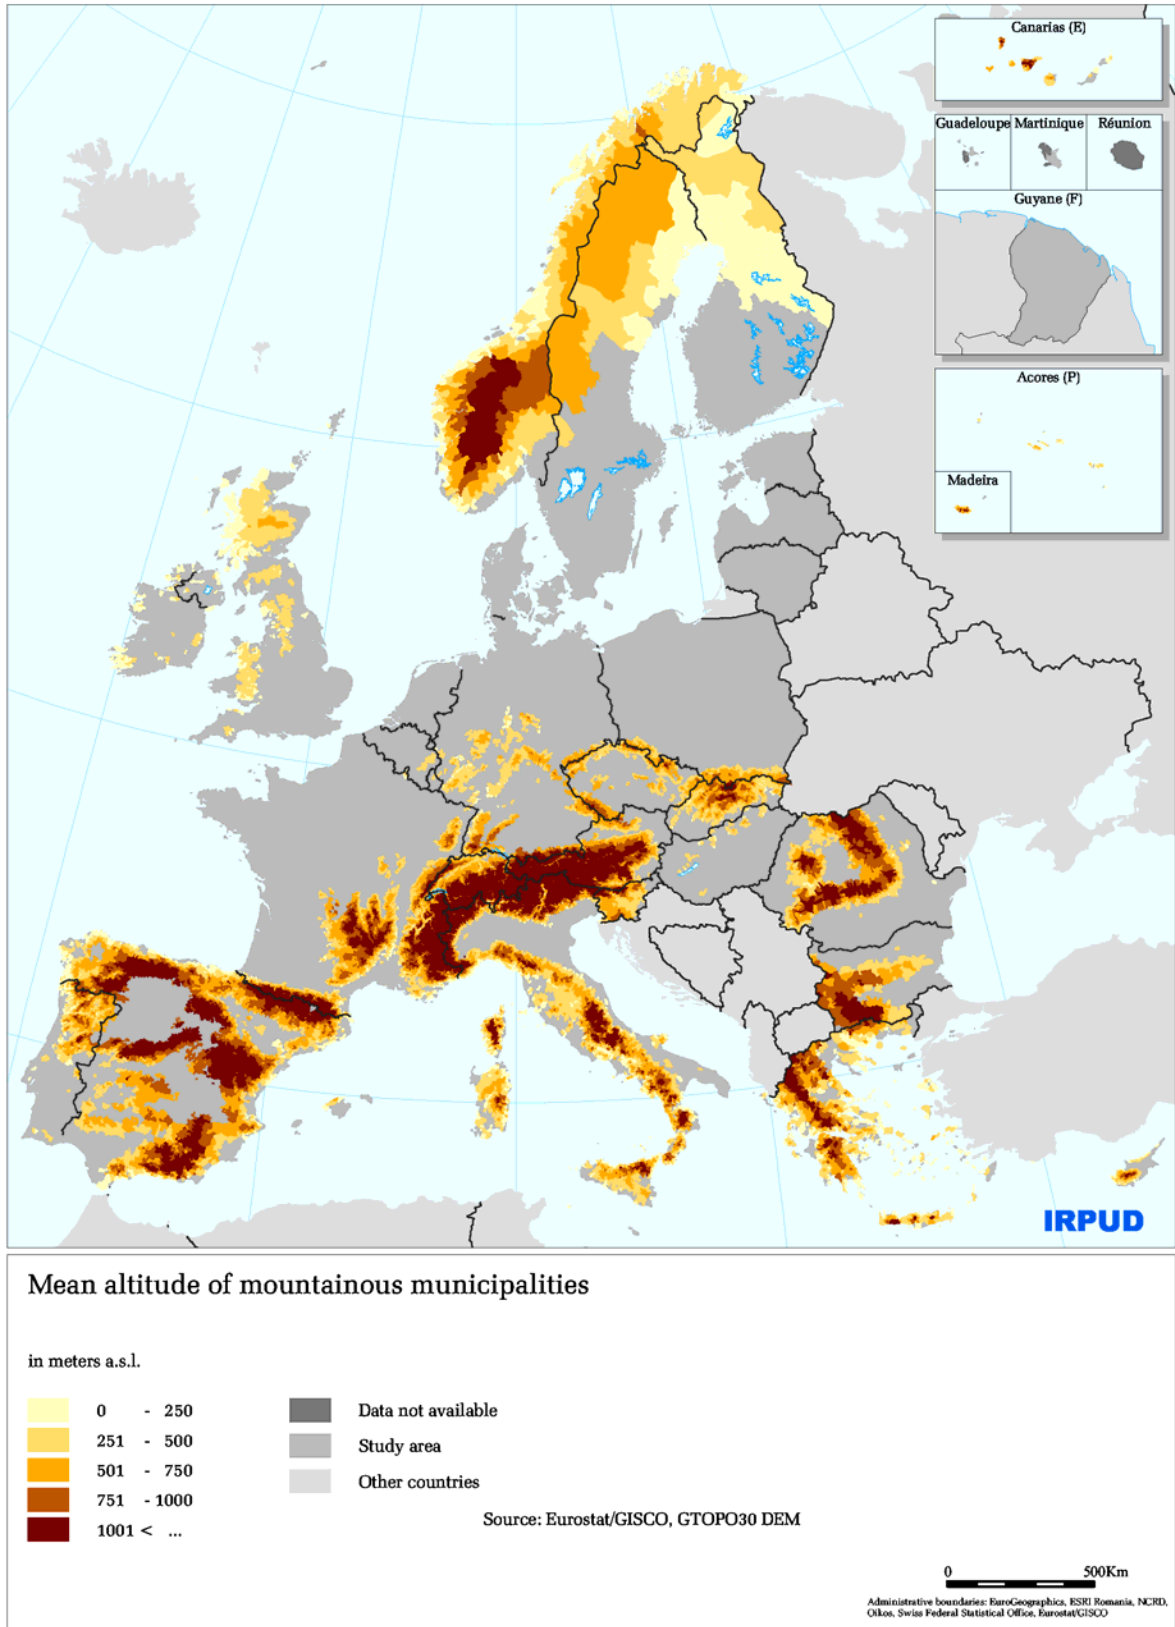 Canarias (E)
Guadeloupe
Martinique
Réunion
Guyane (F)
Acores (P)
Madeira
IRPUD
Mean altitude of mountainous municipalities
in meters a.s.l.
0 - 250
251 - 500
501 - 750
751 - 1000
1001 < ...
Data not available
Study area
Other countries
Source: Eurostat/GISCO, GTOPO30 DEM
0 500Km
Administrative boundaries: EuroGeographics, ESRI Romania, NCRD,
Oikos, Swiss Federal Statistical Office, Eurostat/GISCO